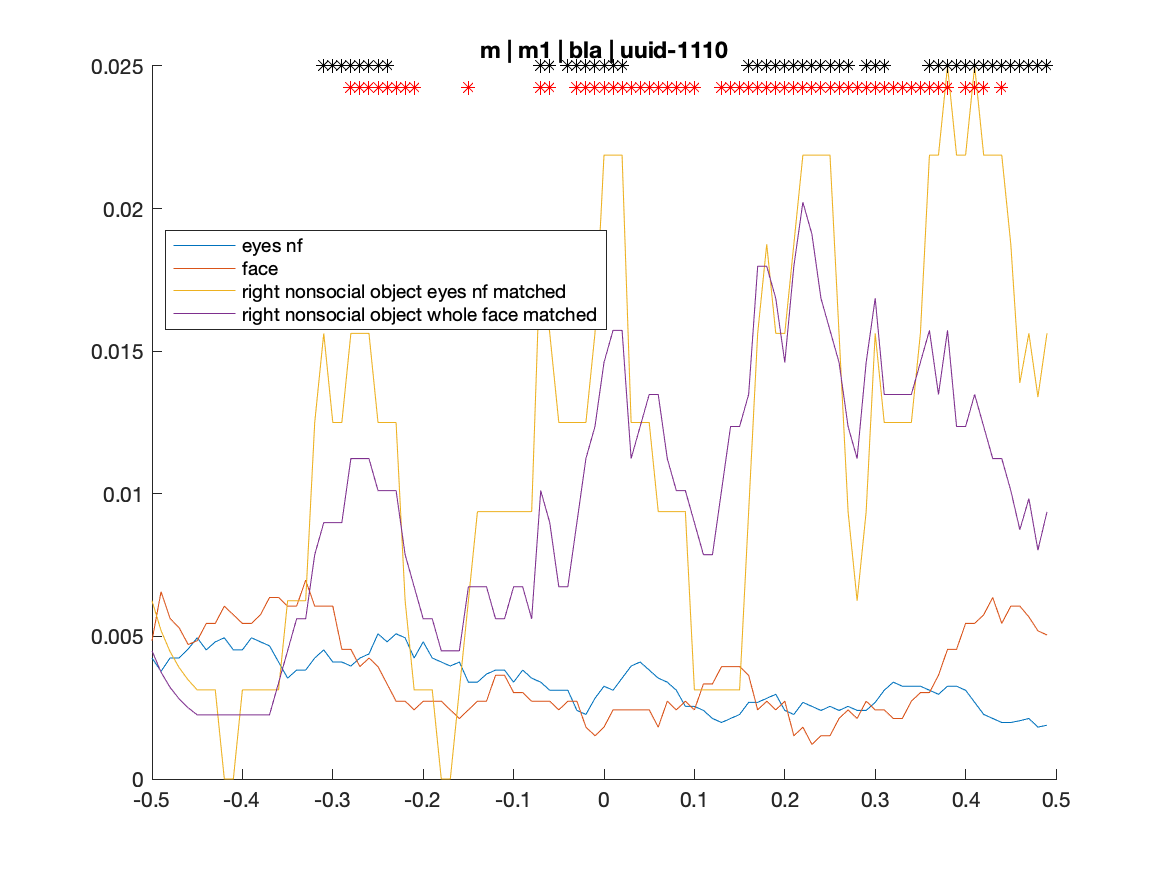 m | m1 | bla | uuid-1110
0.025
0.02
0.015
0.01
0.005
0
eyes nf
face
right nonsocial object eyes nf matched
right nonsocial object whole face matched
-0.5 -0.4 -0.3 -0.2 -0.1 0 0.1 0.2 0.3 0.4 0.5